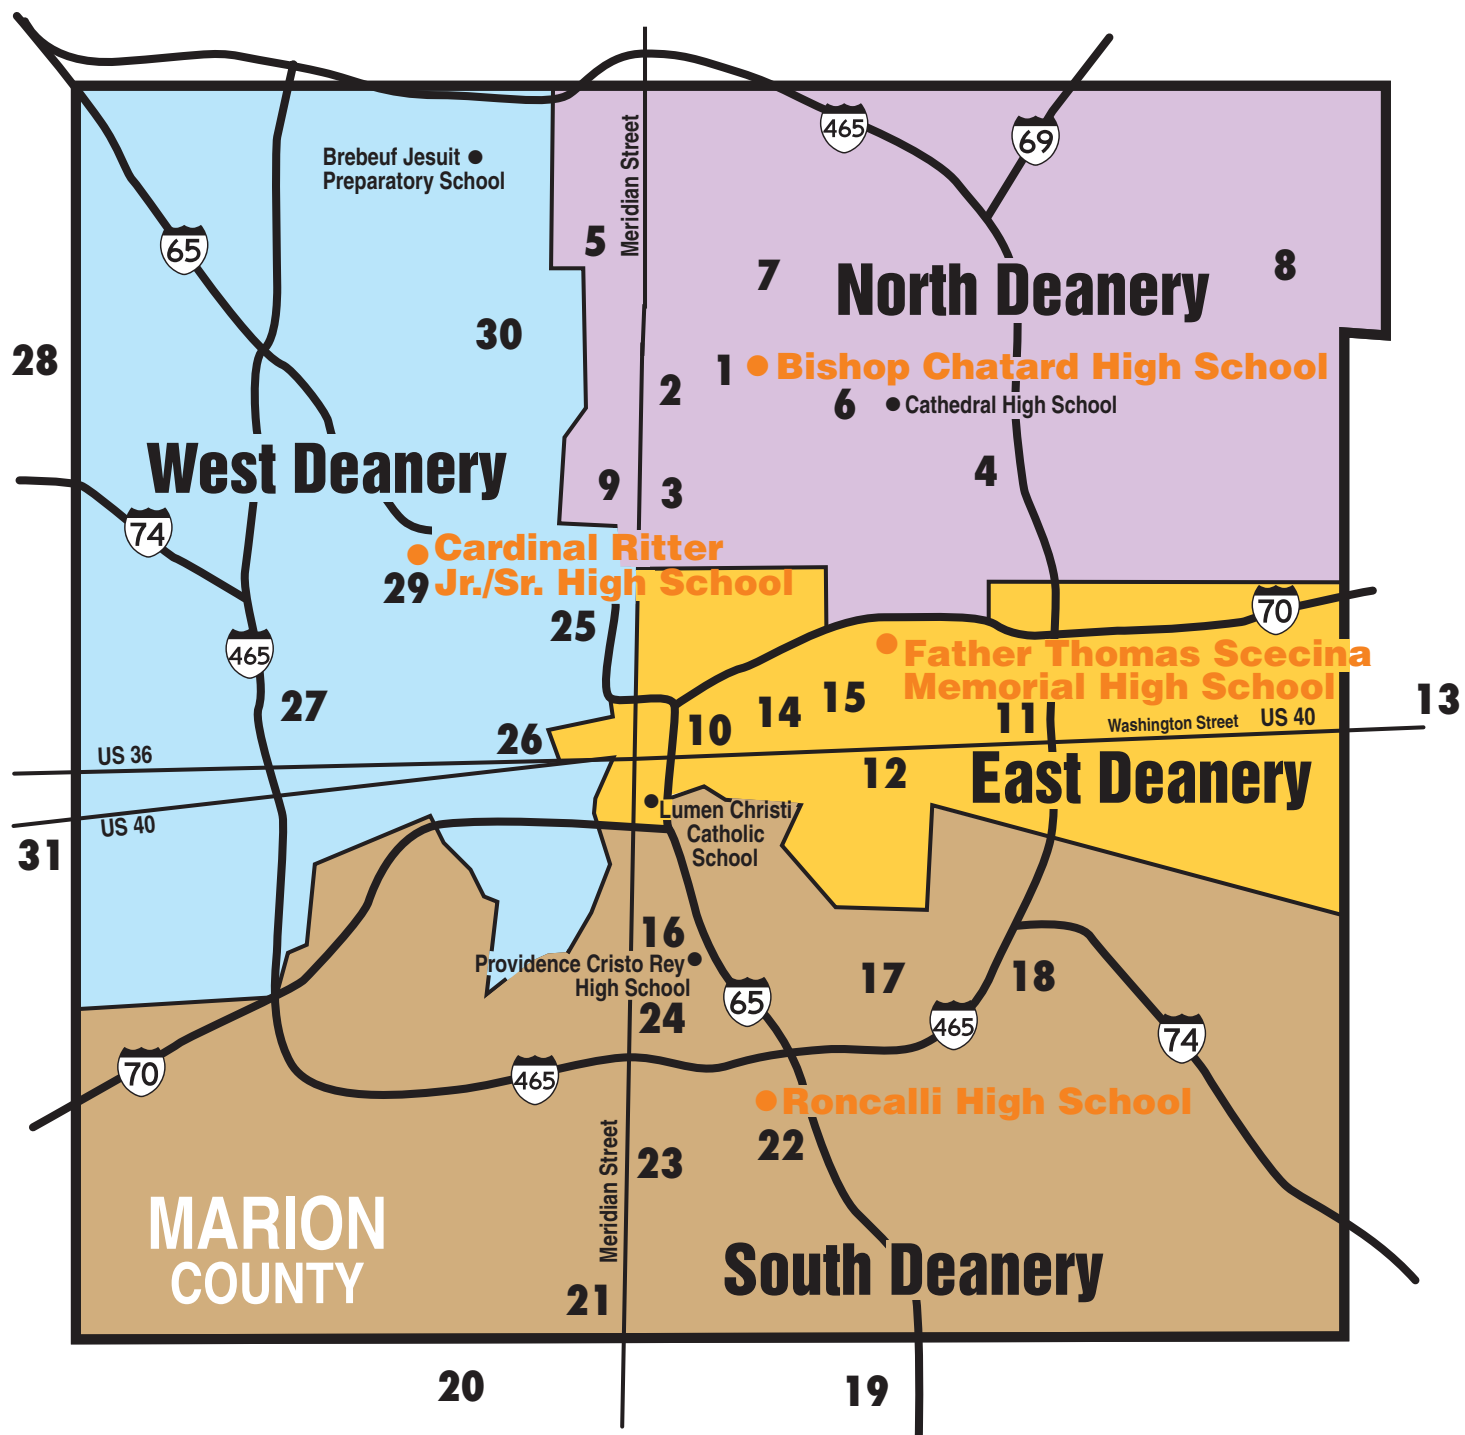 465
69
Brebeuf Jesuit
Preparatory School
Meridian Street
65
5
7
8
North Deanery
30
28
1
Bishop Chatard High School
2
6
Cathedral High School
West Deanery
4
9
3
74
Cardinal Ritter
Jr./Sr. High School
29
70
25
465
Father Thomas Scecina
Memorial High School
27
15
13
14
11
Washington Street
US 40
10
26
US 36
12
East Deanery
Lumen Christi
Catholic
School
US 40
31
16
Providence Cristo Rey
High School
17
18
65
24
465
74
70
465
Roncalli High School
22
23
Meridian Street
MARION
COUNTY
South Deanery
21
20
19